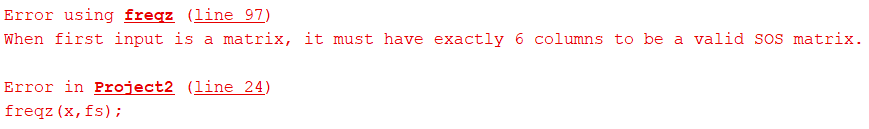 Error using freqz (line 97)
When first input is a matrix, it must have exactly 6 columns to be a valid SOS matrix.
Error in Project2 (line 24)
freqz(x,fs);